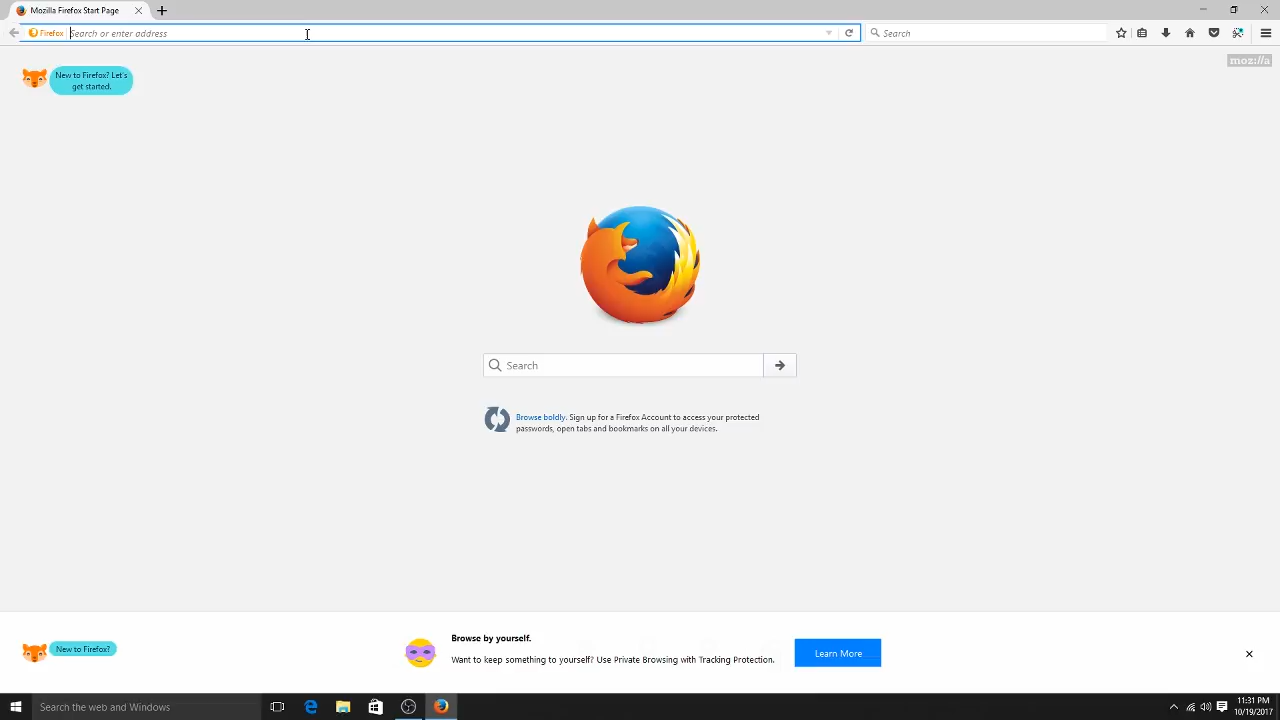 Mozilla Firefox Start Page
Firefox
Search or enter address
Search
moz://a
New to Firefox? Let's
get started.
Search
Browse boldly. Sign up for a Firefox Account to access your protected
passwords, open tabs and bookmarks on all your devices.
New to Firefox?
Browse by yourself.
Want to keep something to yourself? Use Private Browsing with Tracking Protection.
Learn More
Search the web and Windows
11:31 PM
10/19/2017